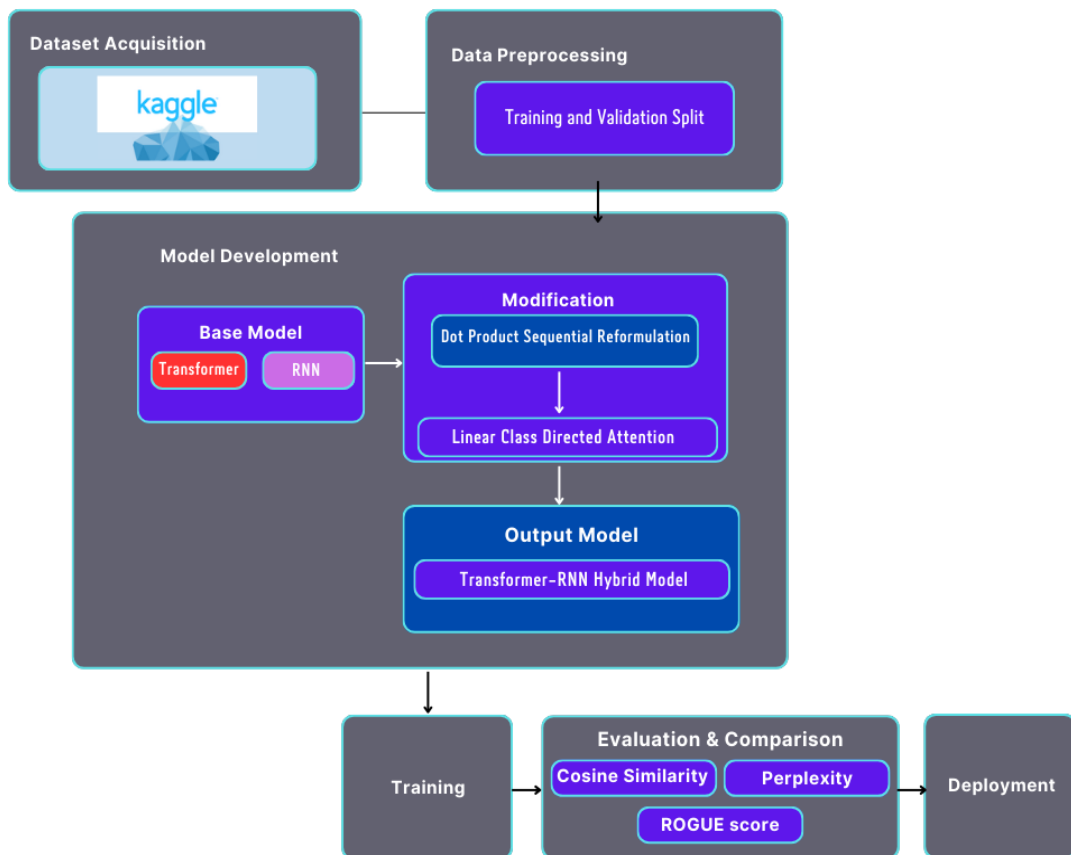 Dataset Acquisition
kaggle
Data Preprocessing
Training and Validation Split
Model Development
Base Model
Transformer
RNN
Modification
Dot Product Sequential Reformulation
Linear Class Directed Attention
Output Model
Transformer-RNN Hybrid Model
Training
Evaluation & Comparison
Cosine Similarity
Perplexity
ROGUE score
Deployment